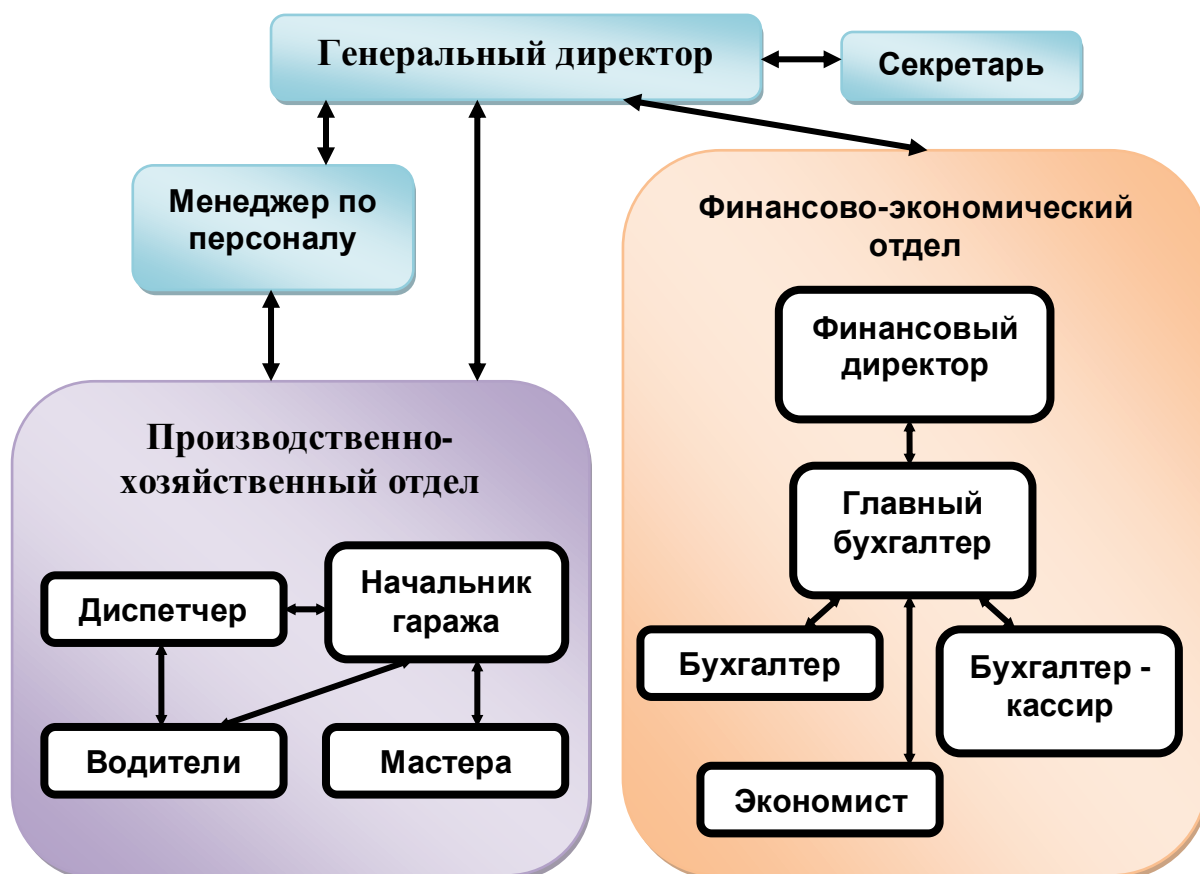 Генеральный директор
Секретарь
Менеджер по
персоналу
Финансово-экономический
отдел
Финансовый
директор
Производственно-
хозяйственный отдел
Главный
бухгалтер
Начальник
гаража
Диспетчер
Бухгалтер
Бухгалтер -
кассир
Водители
Мастера
Экономист